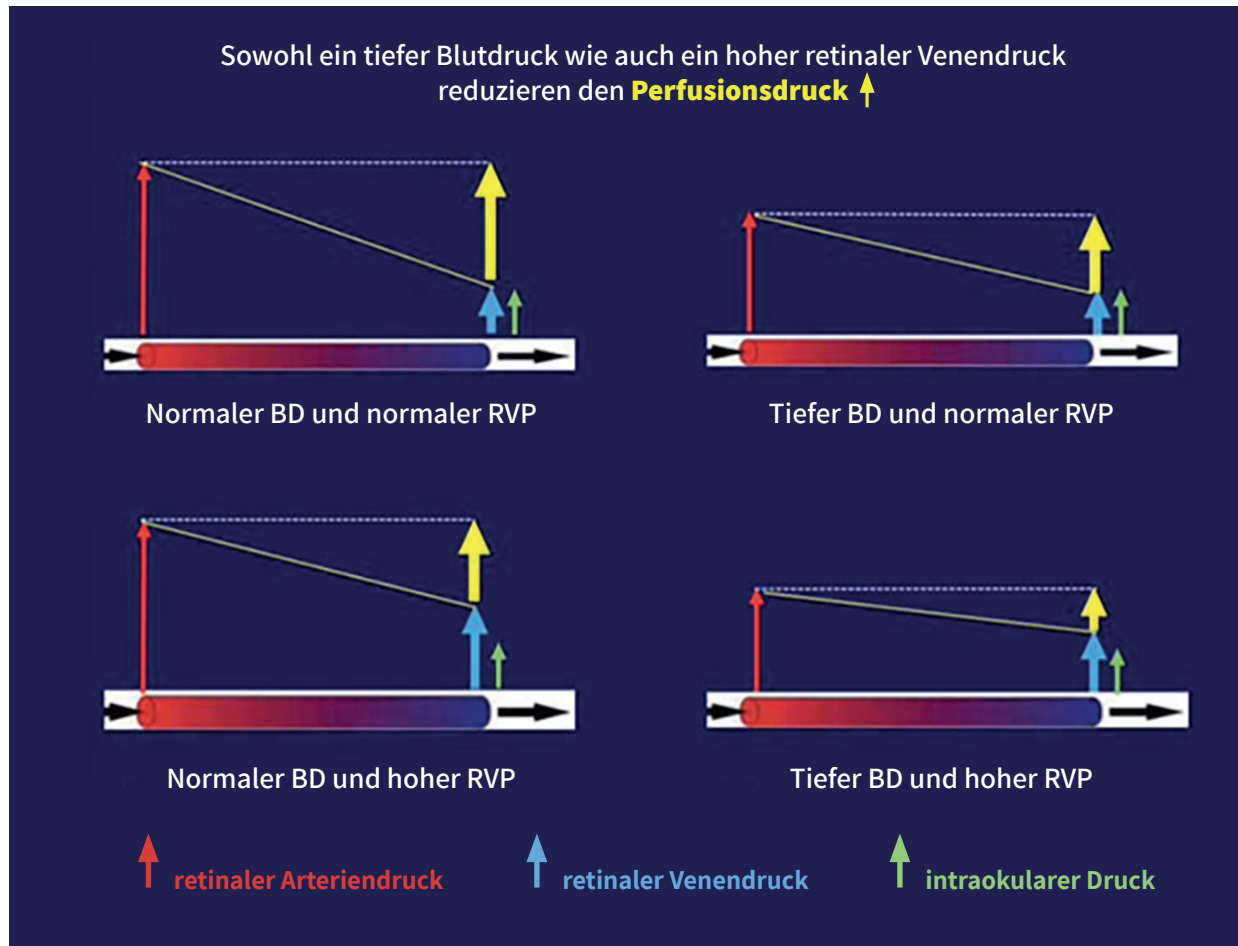 Sowohl ein tiefer Blutdruck wie auch ein hoher retinaler Venendruck
reduzieren den Perfusionsdruck
Normaler BD und normaler RVP
Tiefer BD und normaler RVP
Normaler BD und hoher RVP
Tiefer BD und hoher RVP
retinaler Arteriendruck
retinaler Venendruck
intraokularer Druck